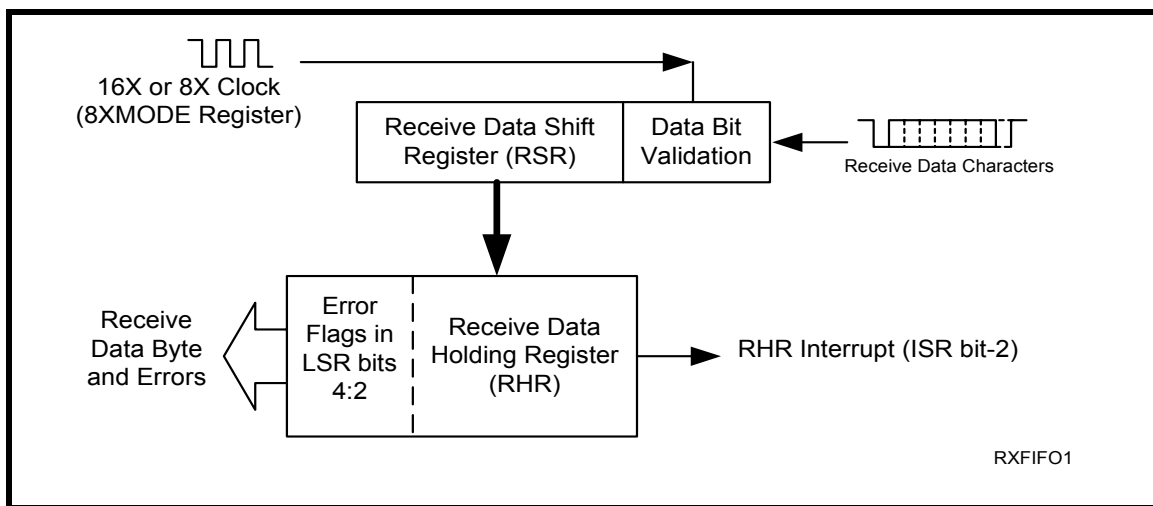 16X or 8X Clock
(8XMODE Register)
Receive Data Shift
Register (RSR)
Data Bit
Validation
Receive Data Characters
Receive
Data Byte
and Errors
Error
Flags in
LSR bits
4:2
Receive Data
Holding Register
(RHR)
RHR Interrupt (ISR bit-2)
RXFIFO1